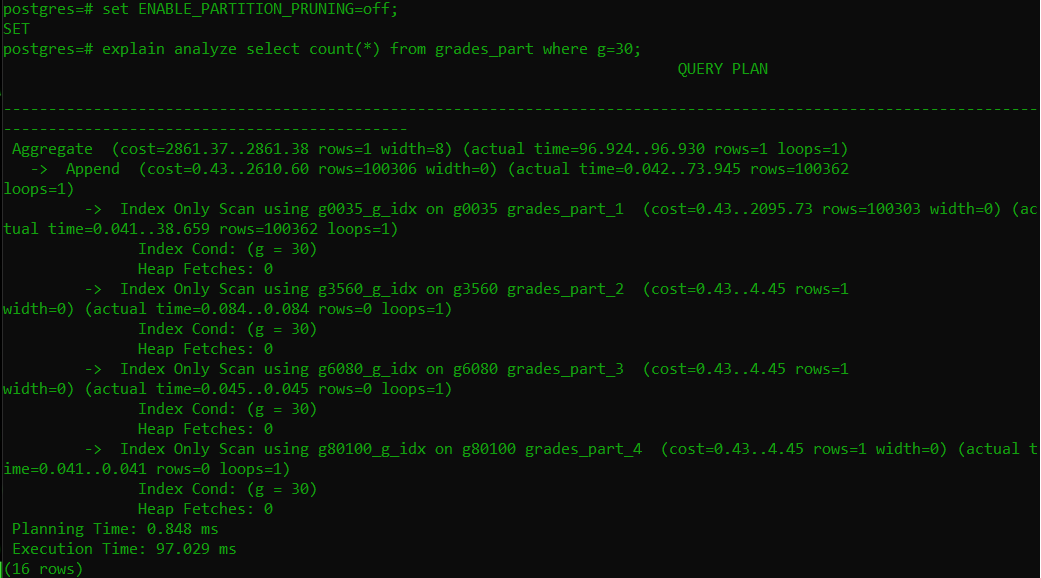 postgres=# set ENABLE_PARTITION_PRUNING=off;
SET
postgres=# explain analyze select count(*) from grades_part where g=30;
QUERY PLAN
-------------------------------------------------------------------------------------------------------------------
---------------------------------------------
Aggregate  (cost=2861.37..2861.38 rows=1 width=8) (actual time=96.924..96.930 rows=1 loops=1)
  ->  Append  (cost=0.43..2610.60 rows=100306 width=0) (actual time=0.042..73.945 rows=100362
loops=1)
        ->  Index Only Scan using g0035_g_idx on g0035 grades_part_1  (cost=0.43..2095.73 rows=100303 width=0) (ac
tual time=0.041..38.659 rows=100362 loops=1)
              Index Cond: (g = 30)
              Heap Fetches: 0
        ->  Index Only Scan using g3560_g_idx on g3560 grades_part_2  (cost=0.43..4.45 rows=1
width=0) (actual time=0.084..0.084 rows=0 loops=1)
              Index Cond: (g = 30)
              Heap Fetches: 0
        ->  Index Only Scan using g6080_g_idx on g6080 grades_part_3  (cost=0.43..4.45 rows=1
width=0) (actual time=0.045..0.045 rows=0 loops=1)
              Index Cond: (g = 30)
              Heap Fetches: 0
        ->  Index Only Scan using g80100_g_idx on g80100 grades_part_4  (cost=0.43..4.45 rows=1 width=0) (actual t
ime=0.041..0.041 rows=0 loops=1)
              Index Cond: (g = 30)
              Heap Fetches: 0
Planning Time: 0.848 ms
Execution Time: 97.029 ms
(16 rows)